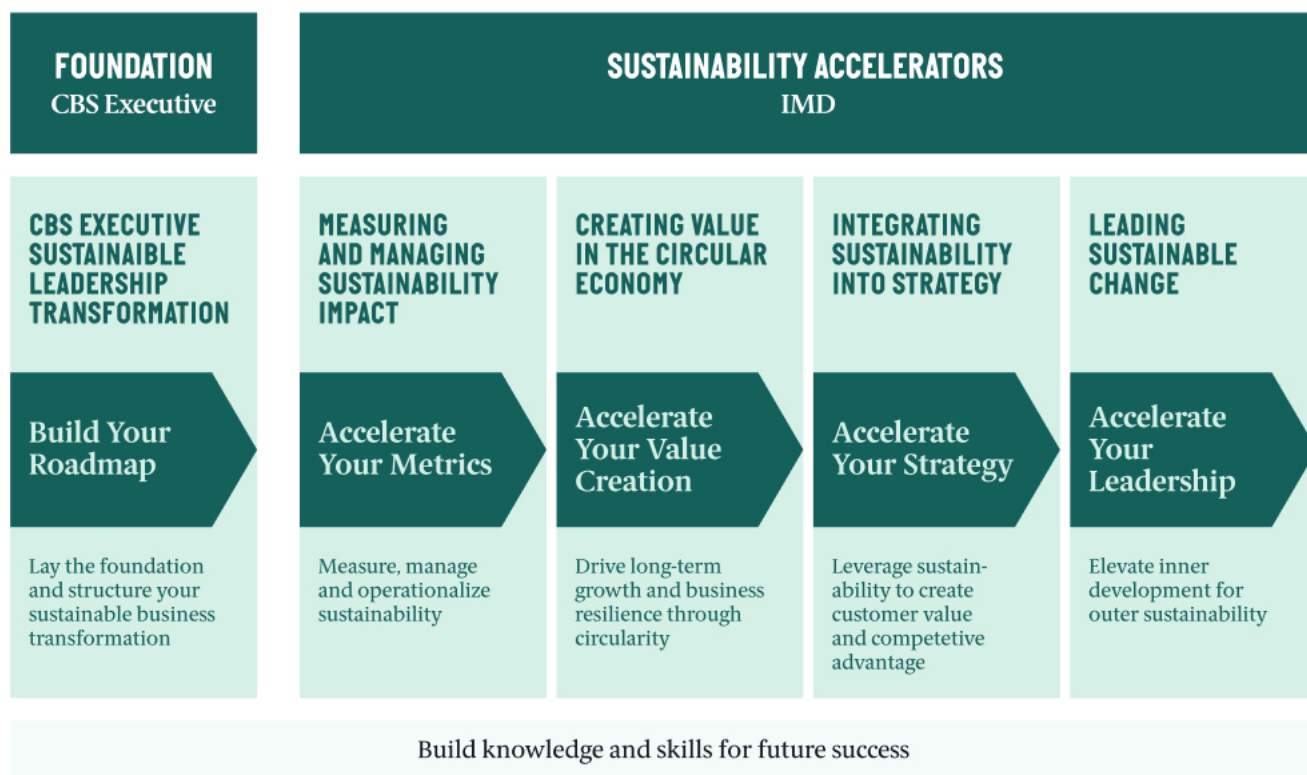 FOUNDATION
CBS Executive
SUSTAINABILITY ACCELERATORS
IMD
CBS EXECUTIVE
SUSTAINAIBLE
LEADERSHIP
TRANSFORMATION
Build Your
Roadmap
Lay the foundation
and structure your
sustainable business
transformation
MEASURING
AND MANAGING
SUSTAINABILITY
IMPACT
Accelerate
Your Metrics
Measure, manage
and operationalize
sustainability
CREATING VALUE
IN THE CIRCULAR
ECONOMY
Accelerate
Your Value
Creation
Drive long-term
growth and business
resilience through
circularity
INTEGRATING
SUSTAINABILITY
INTO STRATEGY
Accelerate
Your Strategy
Leverage sustain-
ability to create
customer value
and competetive
advantage
LEADING
SUSTAINABLE
CHANGE
Accelerate
Your
Leadership
Elevate inner
development for
outer sustainability
Build knowledge and skills for future success